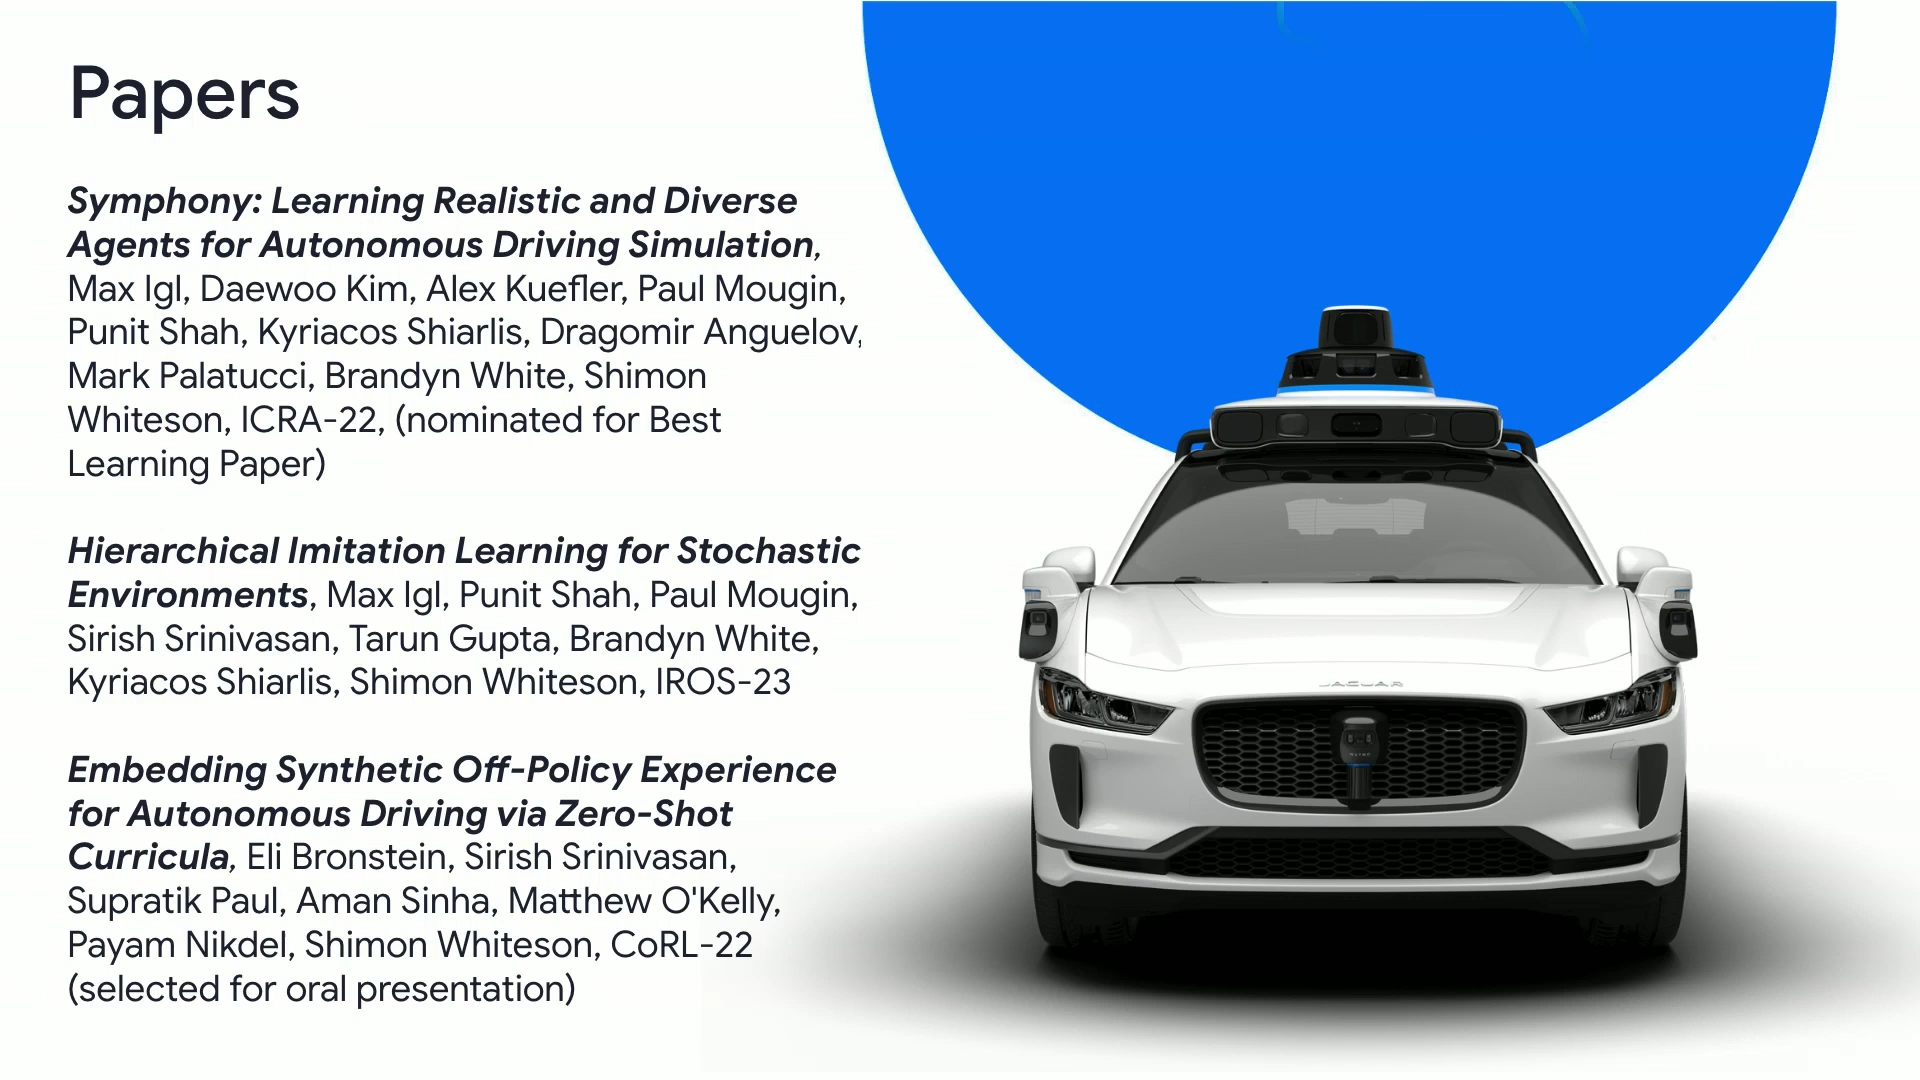 Papers
Symphony: Learning Realistic and Diverse
Agents for Autonomous Driving Simulation,
Max Igl, Daewoo Kim, Alex Kuefler, Paul Mougin,
Punit Shah, Kyriacos Shiarlis, Dragomir Anguelov,
Mark Palatucci, Brandyn White, Shimon
Whiteson, ICRA-22, (nominated for Best
Learning Paper)
Hierarchical Imitation Learning for Stochastic
Environments, Max Igl, Punit Shah, Paul Mougin,
Sirish Srinivasan, Tarun Gupta, Brandyn White,
Kyriacos Shiarlis, Shimon Whiteson, IROS-23
Embedding Synthetic Off-Policy Experience
for Autonomous Driving via Zero-Shot
Curricula, Eli Bronstein, Sirish Srinivasan,
Supratik Paul, Aman Sinha, Matthew O'Kelly,
Payam Nikdel, Shimon Whiteson, CoRL-22
(selected for oral presentation)
JAGUAR